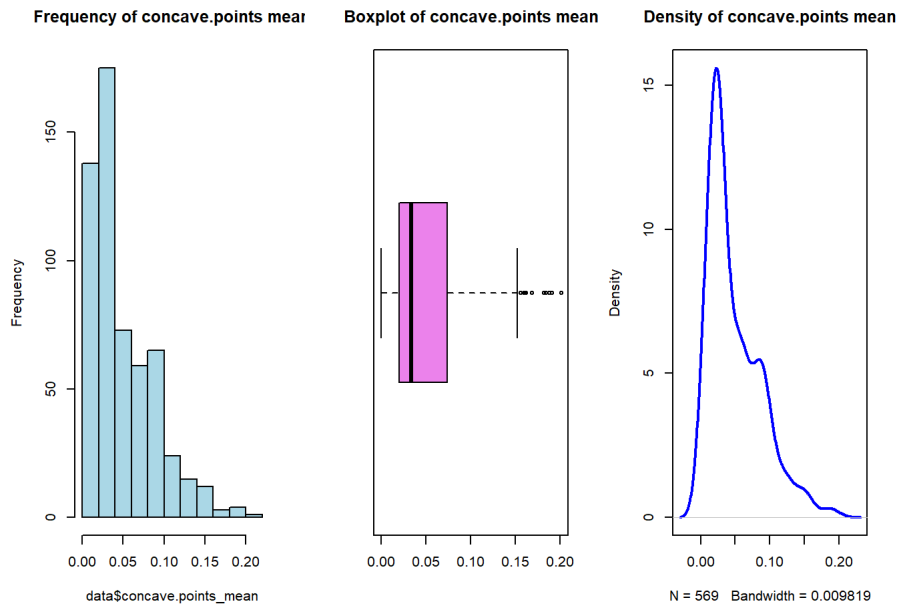 Frequency of concave.points mear
Frequency
0
50
100
150
0.00 0.05 0.10 0.15 0.20
data$concave.points_mean
Boxplot of concave.points mean
0.00 0.05 0.10 0.15 0.20
Density of concave.points mean
Density
0
5
10
15
0.00 0.10 0.20
N = 569 Bandwidth = 0.009819